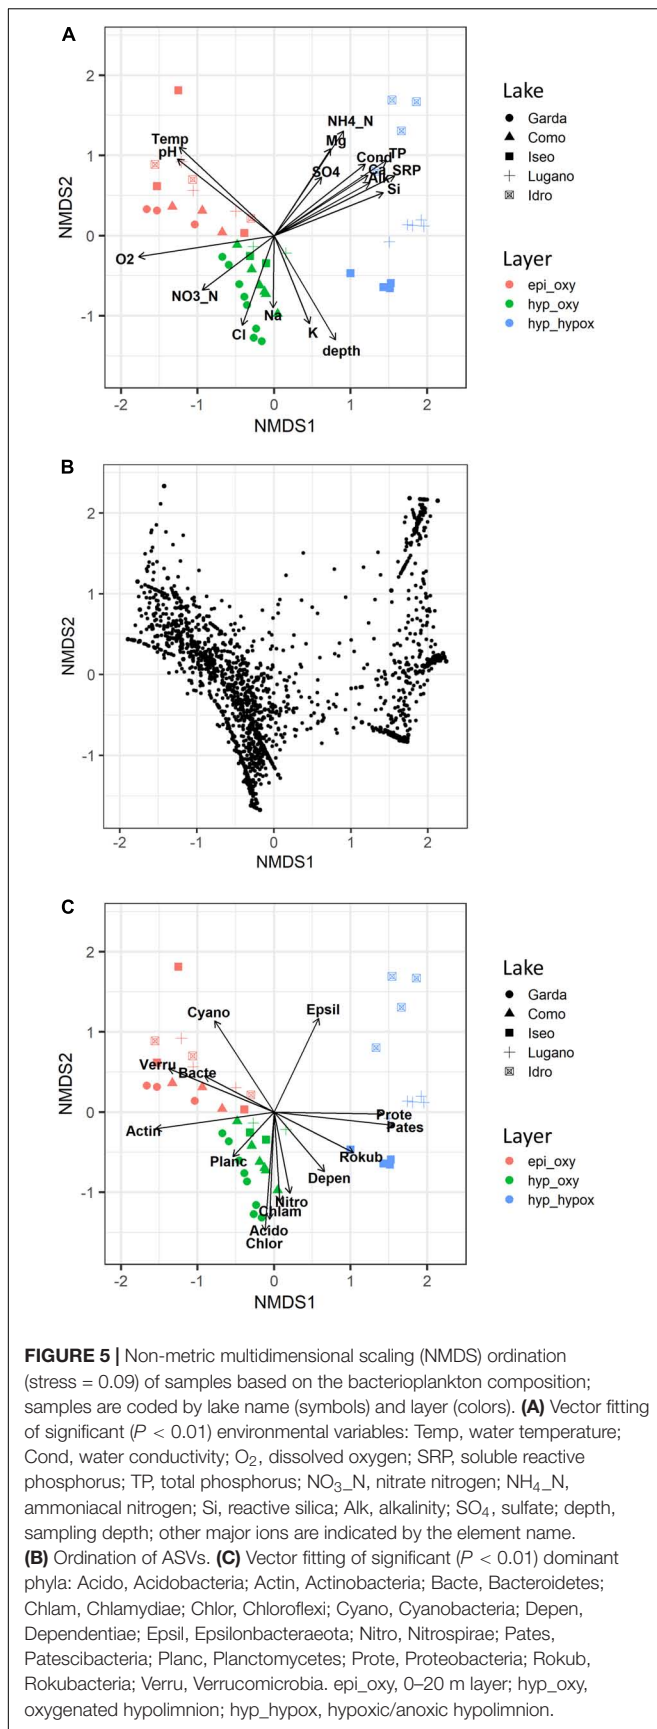 A
NMDS2
2
1
0
-1
-2
-1
0
1
2
NMDS1
NH4_N
Mg
Temp
pH
Cond
TP
SO4
Ca
SRP
Alk
Si
O2
NO3_N
Na
Cl
K
depth
Lake
Garda
Como
Iseo
Lugano
Idro
Layer
epi_oxy
hyp_oxy
hyp_hypox
B
NMDS2
2
1
0
-1
-2
-1
0
1
2
NMDS1
C
NMDS2
2
1
0
-1
-2
-1
0
1
2
NMDS1
Cyano
Epsil
Verru
Bacte
Actin
Prote
Pates
Planc
Rokub
Depen
Nitro
Chlam
Acido
Chlor
Lake
Garda
Como
Iseo
Lugano
Idro
Layer
epi_oxy
hyp_oxy
hyp_hypox
FIGURE 5 | Non-metric multidimensional scaling (NMDS) ordination
(stress = 0.09) of samples based on the bacterioplankton composition;
samples are coded by lake name (symbols) and layer (colors). (A) Vector fitting
of significant (P < 0.01) environmental variables: Temp, water temperature;
Cond, water conductivity; O₂, dissolved oxygen; SRP, soluble reactive
phosphorus; TP, total phosphorus; NO₃_N, nitrate nitrogen; NH₄_N,
ammoniacal nitrogen; Si, reactive silica; Alk, alkalinity; SO₄, sulfate; depth,
sampling depth; other major ions are indicated by the element name.
(B) Ordination of ASVs. (C) Vector fitting of significant (P < 0.01) dominant
phyla: Acido, Acidobacteria; Actin, Actinobacteria; Bacte, Bacteroidetes;
Chlam, Chlamydiae; Chlor, Chloroflexi; Cyano, Cyanobacteria; Depen,
Dependentiae; Epsil, Epsilonbacteraeota; Nitro, Nitrospirae; Pates,
Patescibacteria; Planc, Planctomycetes; Prote, Proteobacteria; Rokub,
Rokubacteria; Verru, Verrucomicrobia. epi_oxy, 0–20 m layer; hyp_oxy,
oxygenated hypolimnion; hyp_hypox, hypoxic/anoxic hypolimnion.